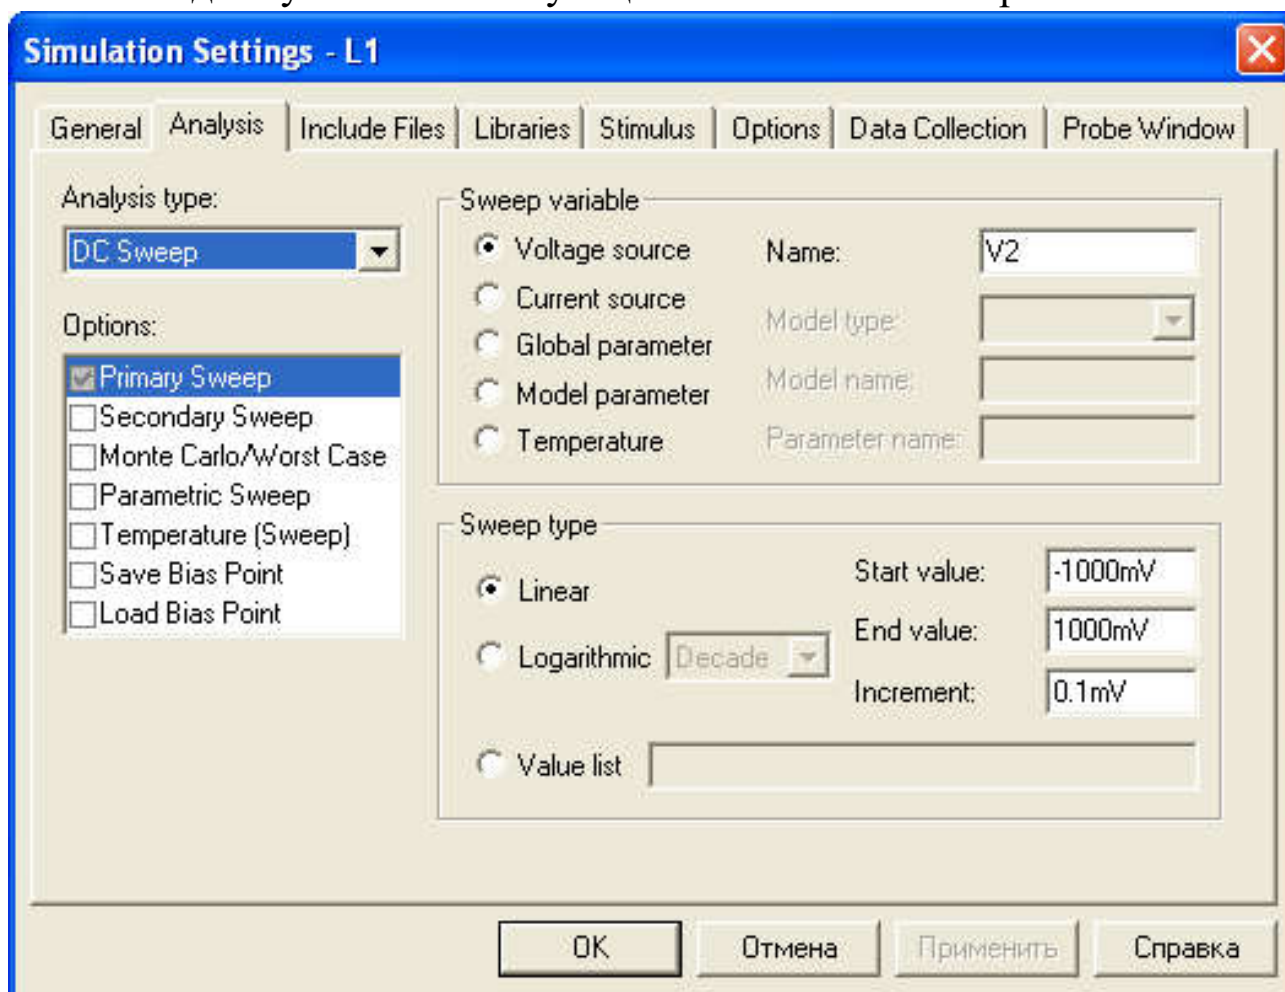 Simulation Settings - L1
General Analysis Include Files Libraries Stimulus Options Data Collection Probe Window
Analysis type:
DC Sweep
Options:
Primary Sweep
Secondary Sweep
Monte Carlo/Worst Case
Parametric Sweep
Temperature (Sweep)
Save Bias Point
Load Bias Point
Sweep variable
Voltage source
Current source
Global parameter
Model parameter
Temperature
Name: V2
Model type:
Model name:
Parameter name:
Sweep type
Linear
Logarithmic Decade
Value list
Start value: -1000mV
End value: 1000mV
Increment: 0.1mV
OK Отмена Применить Справка